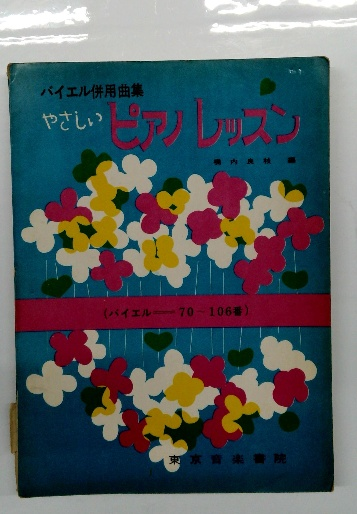 バイエル併用曲集
やさしい ピアノ レッスン
編
(バイエル—70~106番)
東京音楽書院